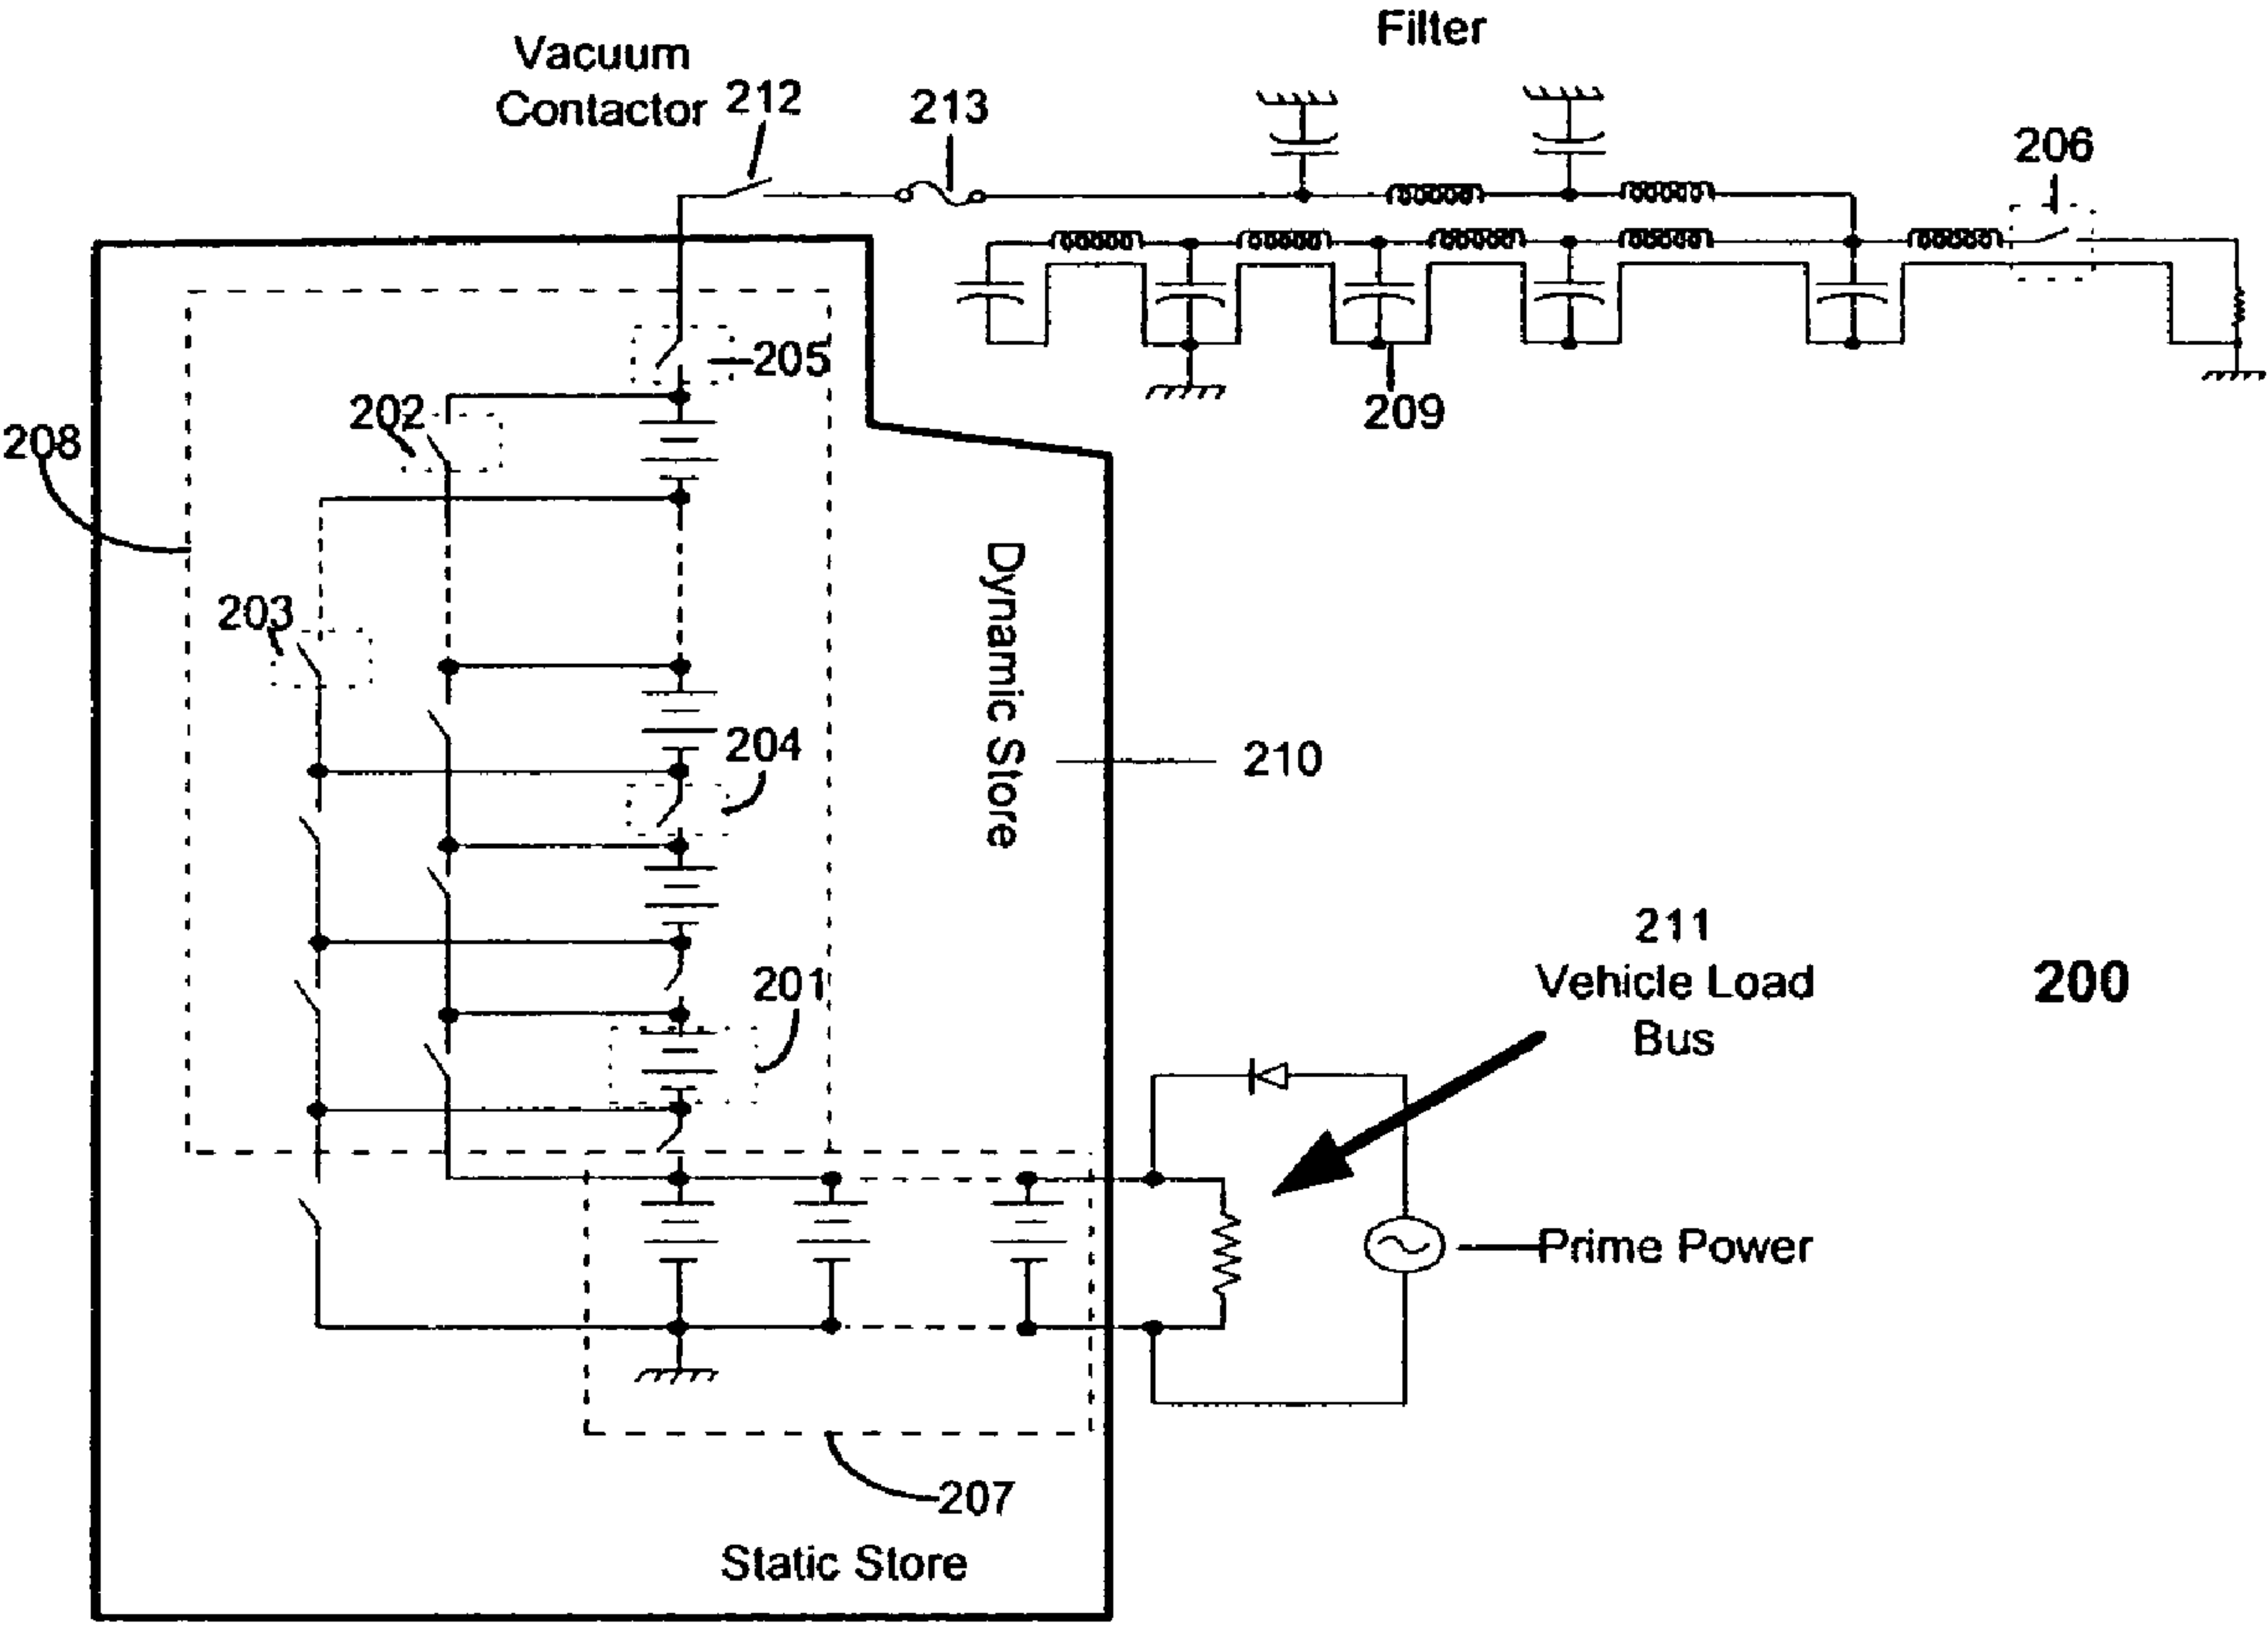 Filter
Vacuum
Contactor
212
213
206
205
202
208
209
203
Dynamic Store
204
210
201
211
Vehicle Load
Bus
200
Prime Power
207
Static Store